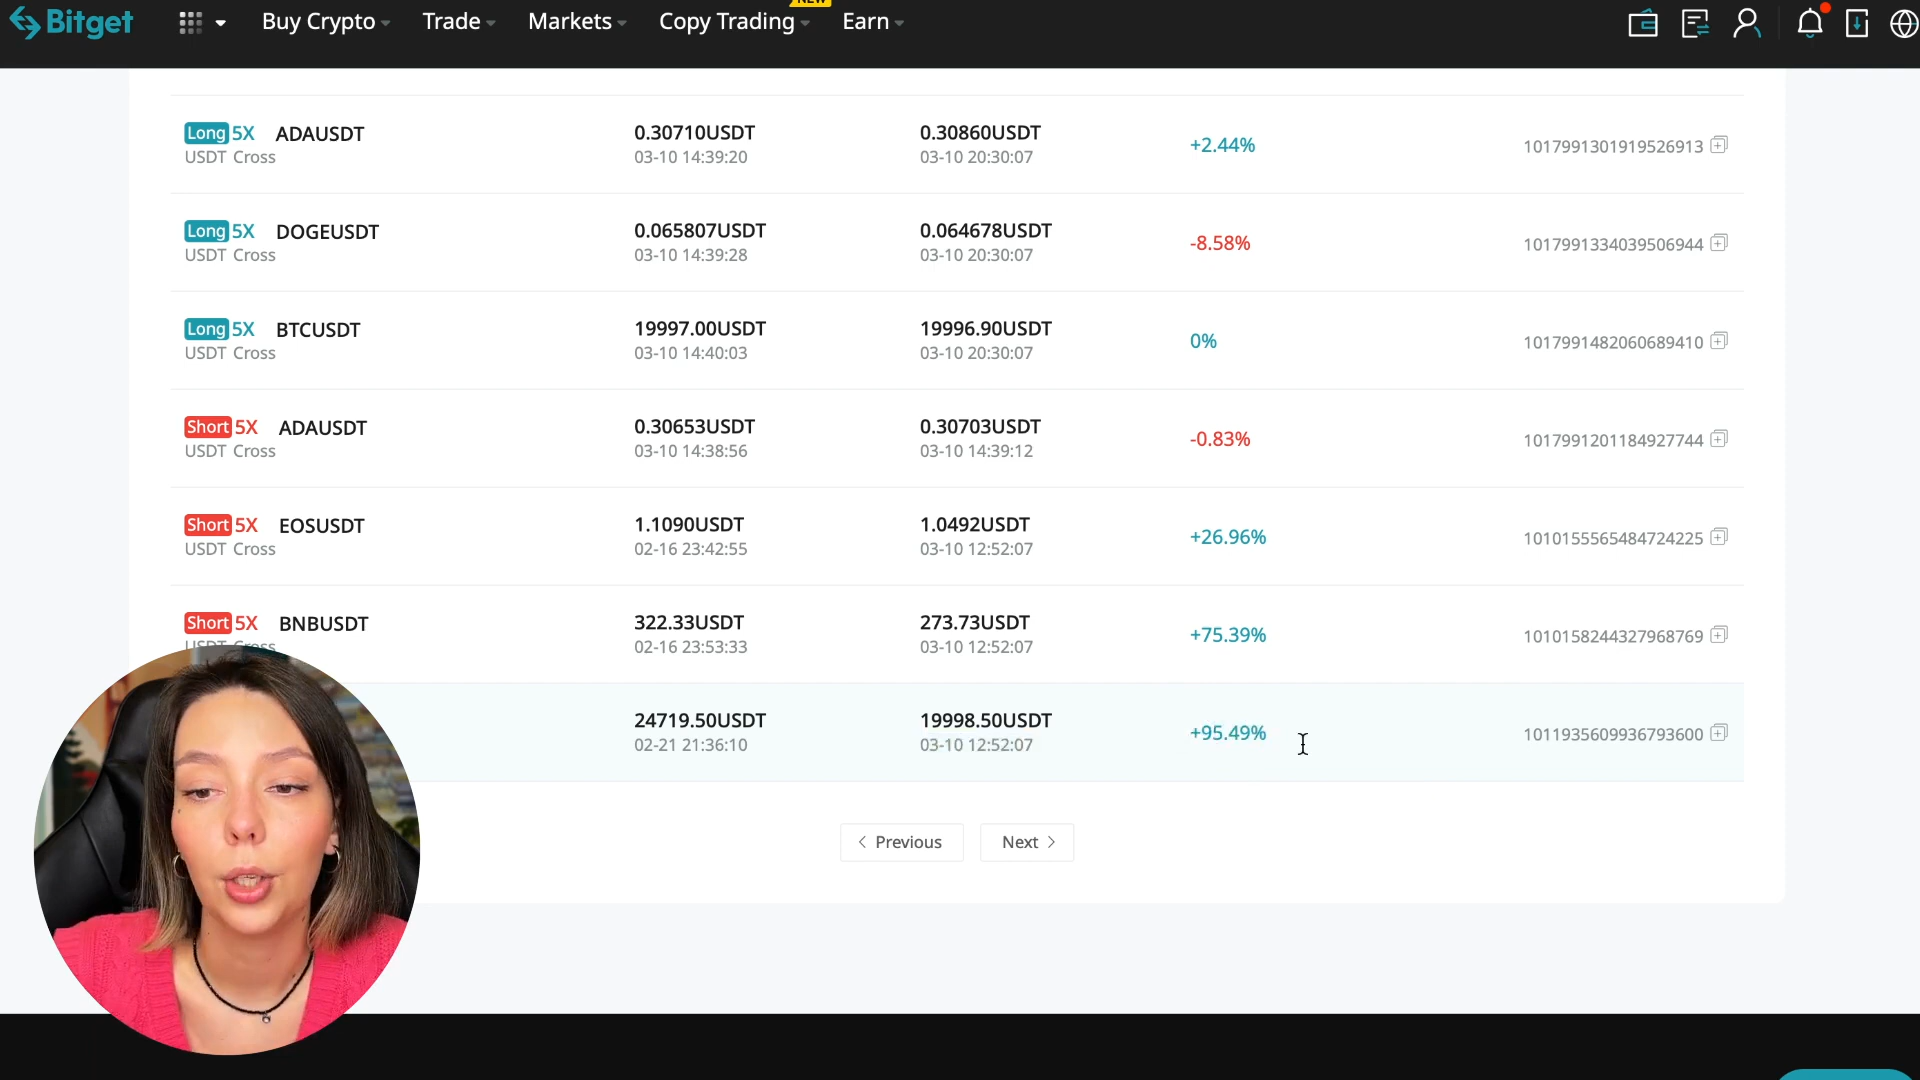 Bitget
Buy Crypto
Trade
Markets
Copy Trading
NEW
Earn
Long 5X ADAUSDT
USDT Cross
0.30710USDT
03-10 14:39:20
0.30860USDT
03-10 20:30:07
+2.44%
1017991301919526913
Long 5X DOGEUSDT
USDT Cross
0.065807USDT
03-10 14:39:28
0.064678USDT
03-10 20:30:07
-8.58%
1017991334039506944
Long 5X BTCUSDT
USDT Cross
19997.00USDT
03-10 14:40:03
19996.90USDT
03-10 20:30:07
0%
1017991482060689410
Short 5X ADAUSDT
USDT Cross
0.30653USDT
03-10 14:38:56
0.30703USDT
03-10 14:39:12
-0.83%
1017991201184927744
Short 5X EOSUSDT
USDT Cross
1.1090USDT
02-16 23:42:55
1.0492USDT
03-10 12:52:07
+26.96%
1010155565484724225
Short 5X BNBUSDT
USDT Cross
322.33USDT
02-16 23:53:33
273.73USDT
03-10 12:52:07
+75.39%
1010158244327968769
24719.50USDT
02-21 21:36:10
19998.50USDT
03-10 12:52:07
+95.49%
1011935609936793600
Previous
Next